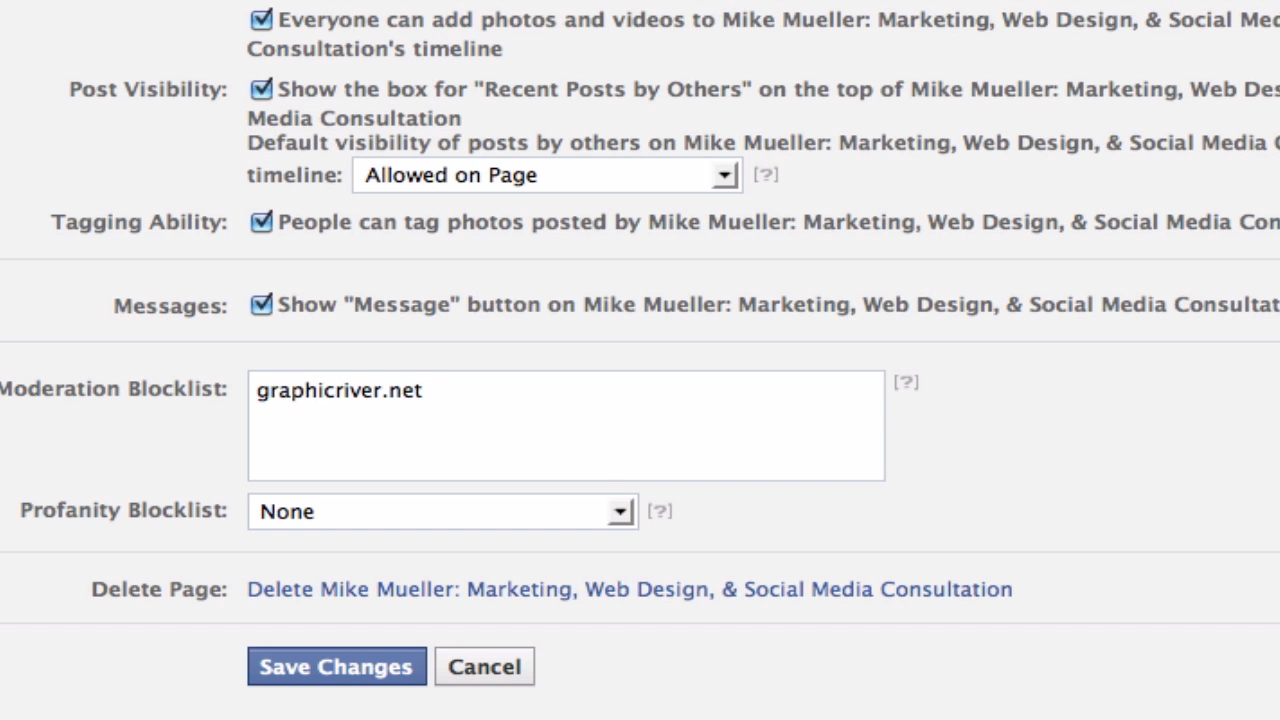 Everyone can add photos and videos to Mike Mueller: Marketing, Web Design, & Social
Consultation's timeline
Post Visibility: Show the box for "Recent Posts by Others" on the top of Mike Mueller: Marketing, Web
Media Consultation
Default visibility of posts by others on Mike Mueller: Marketing, Web Design, & Social Media
timeline: Allowed on Page [?]
Tagging Ability: People can tag photos posted by Mike Mueller: Marketing, Web Design, & Social Media
Messages: Show "Message" button on Mike Mueller: Marketing, Web Design, & Social Media
Moderation Blocklist: graphicriver.net [?]
Profanity Blocklist: None [?]
Delete Page: Delete Mike Mueller: Marketing, Web Design, & Social Media Consultation
Save Changes Cancel